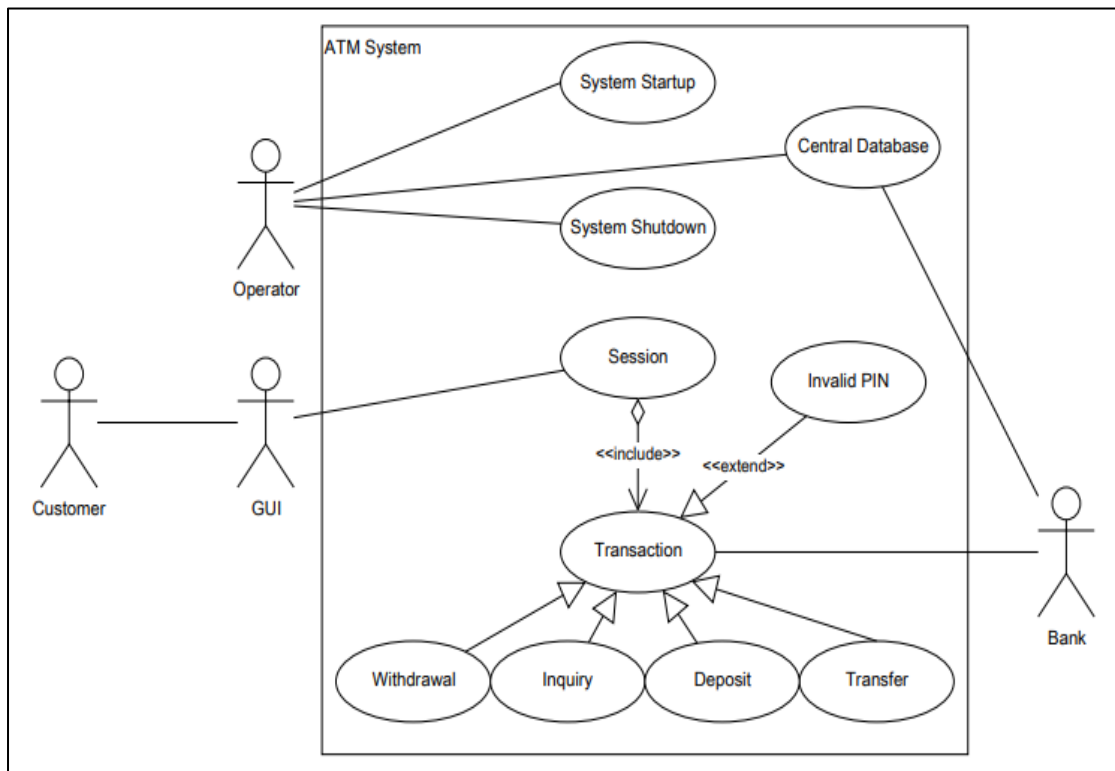 ATM System
System Startup
Central Database
System Shutdown
Operator
Session
Invalid PIN
<<include>>
<<extend>>
Customer
GUI
Transaction
Bank
Withdrawal
Inquiry
Deposit
Transfer